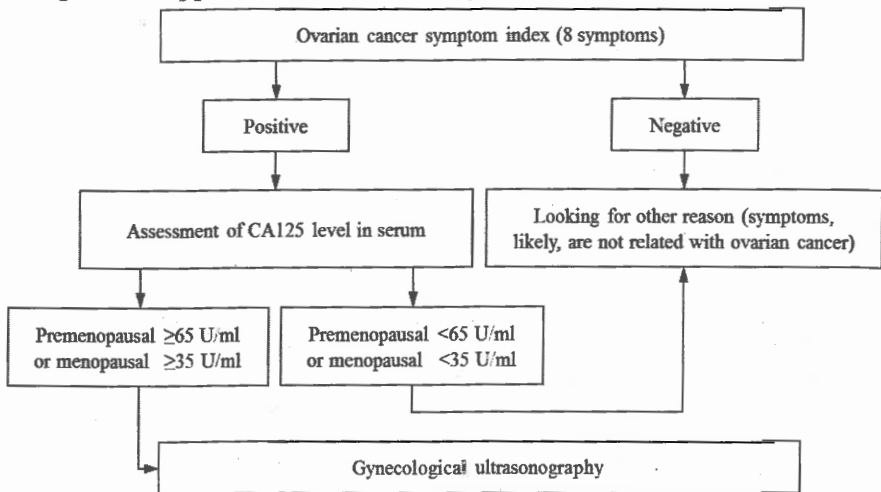 Ovarian cancer symptom index (8 symptoms)
Positive
Negative
Assessment of CA125 level in serum
Looking for other reason (symptoms,
likely, are not related with ovarian cancer)
Premenopausal ≥65 U/ml
or menopausal ≥35 U/ml
Premenopausal <65 U/ml
or menopausal <35 U/ml
Gynecological ultrasonography